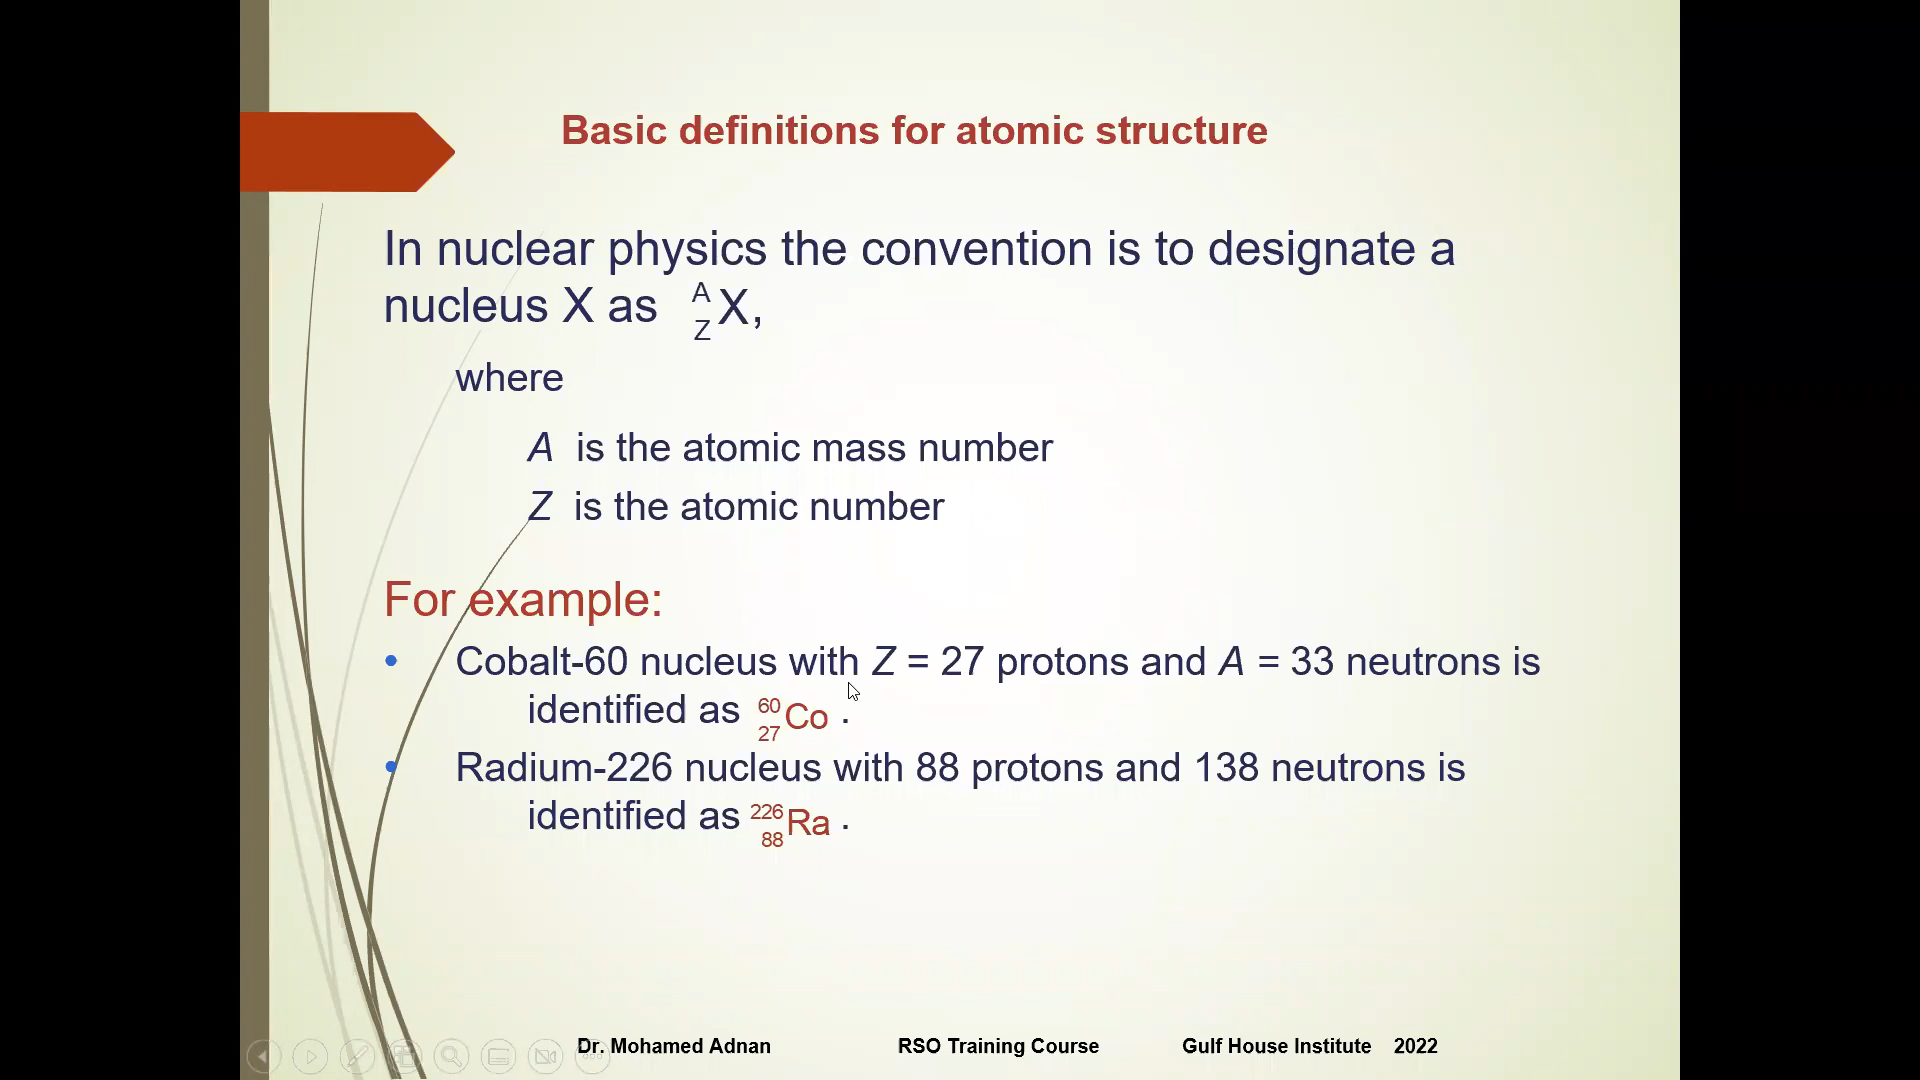 Basic definitions for atomic structure
In nuclear physics the convention is to designate a
nucleus X as ᴬ_Z X,
where
A is the atomic mass number
Z is the atomic number
For example:
• Cobalt-60 nucleus with Z = 27 protons and A = 33 neutrons is
identified as ⁶⁰₂₇Co .
• Radium-226 nucleus with 88 protons and 138 neutrons is
identified as ²²⁶₈₈Ra .
Dr. Mohamed Adnan RSO Training Course Gulf House Institute 2022